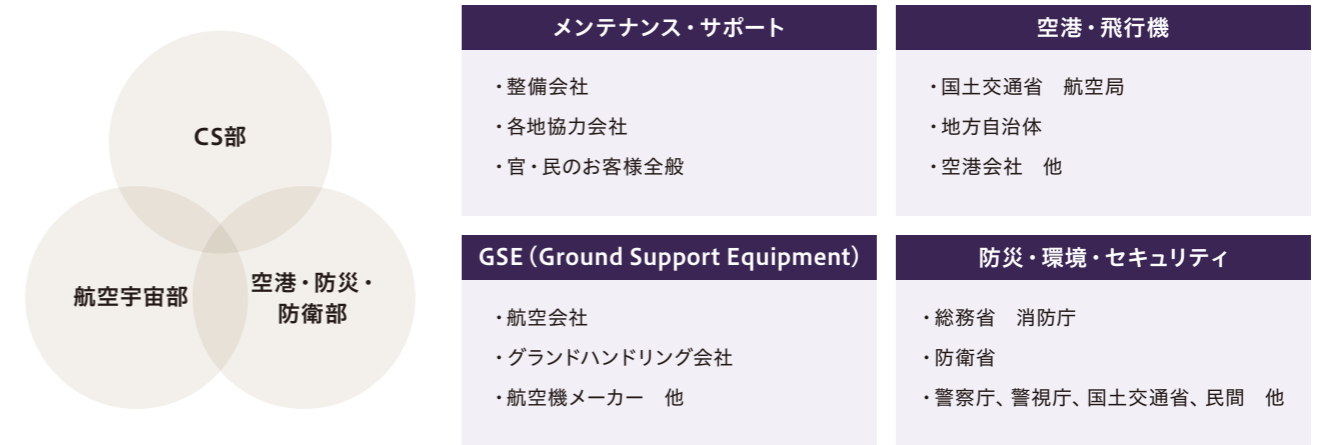 CS部
航空宇宙部
空港・防災・
防衛部
メンテナンス・サポート
・整備会社
・各地協力会社
・官・民のお客様全般
空港・飛行機
・国土交通省　航空局
・地方自治体
・空港会社　他
GSE（Ground Support Equipment）
・航空会社
・グランドハンドリング会社
・航空機メーカー　他
防災・環境・セキュリティ
・総務省　消防庁
・防衛省
・警察庁、警視庁、国土交通省、民間　他